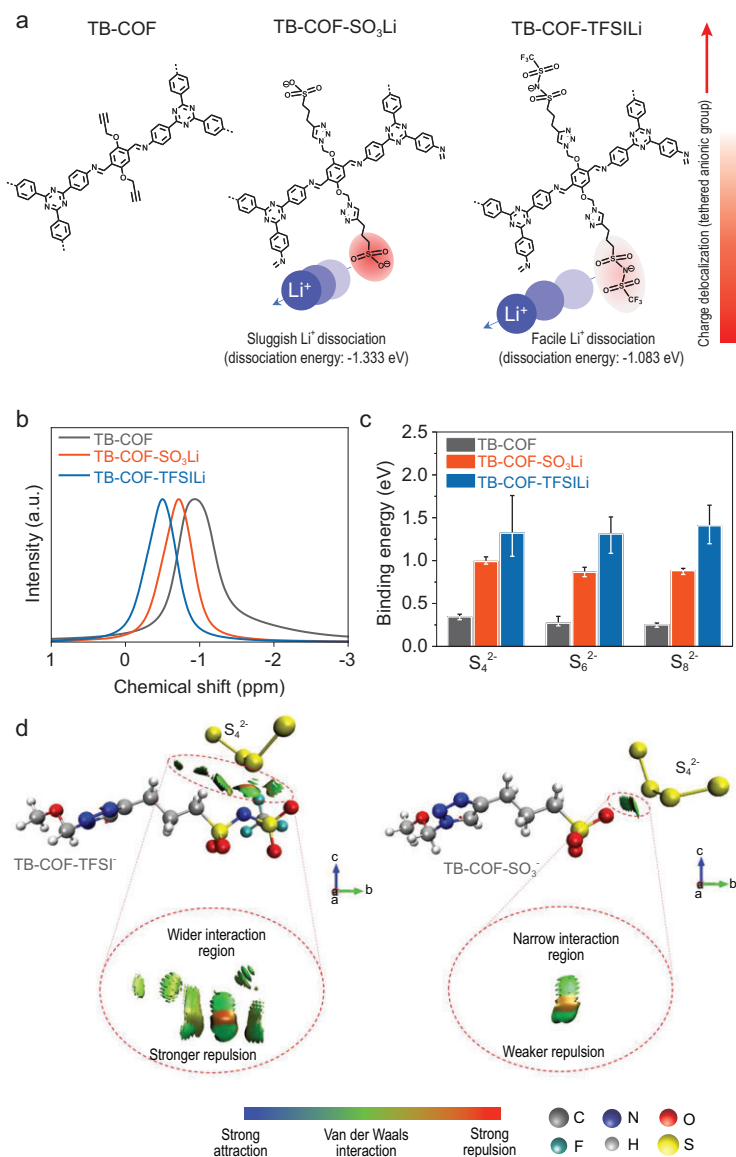 a
TB-COF
TB-COF-SO₃Li
TB-COF-TFSILi
Li⁺
Li⁺
Sluggish Li⁺ dissociation
(dissociation energy: -1.333 eV)
Facile Li⁺ dissociation
(dissociation energy: -1.083 eV)
Charge delocalization (tethered anionic group)
b
TB-COF
TB-COF-SO₃Li
TB-COF-TFSILi
Intensity (a.u.)
1 0 -1 -2 -3
Chemical shift (ppm)
c
TB-COF
TB-COF-SO₃Li
TB-COF-TFSILi
Binding energy (eV)
2.5
2.0
1.5
1.0
0.5
0.0
S₄²⁻ S₆²⁻ S₈²⁻
d
S₄²⁻
TB-COF-TFSI⁻
c
b
a
S₄²⁻
TB-COF-SO₃⁻
c
b
a
Wider interaction
region
Stronger repulsion
Narrow interaction
region
Weaker repulsion
Strong
attraction
Van der Waals
interaction
Strong
repulsion
C N O
F H S